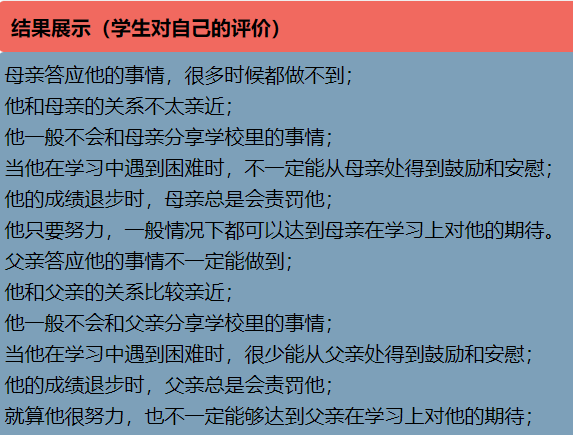 结果展示（学生对自己的评价）
母亲答应他的事情，很多时候都做不到；
他和母亲的关系不太亲近；
他一般不会和母亲分享学校里的事情；
当他在学习中遇到困难时，不一定能从母亲处得到鼓励和安慰；
他的成绩退步时，母亲总是会责罚他；
他只要努力，一般情况下都可以达到母亲在学习上对他的期待。
父亲答应他的事情不一定能做到；
他和父亲的关系比较亲近；
他一般不会和父亲分享学校里的事情；
当他在学习中遇到困难时，很少能从父亲处得到鼓励和安慰；
他的成绩退步时，父亲总是会责罚他；
就算他很努力，也不一定能够达到父亲在学习上对他的期待；